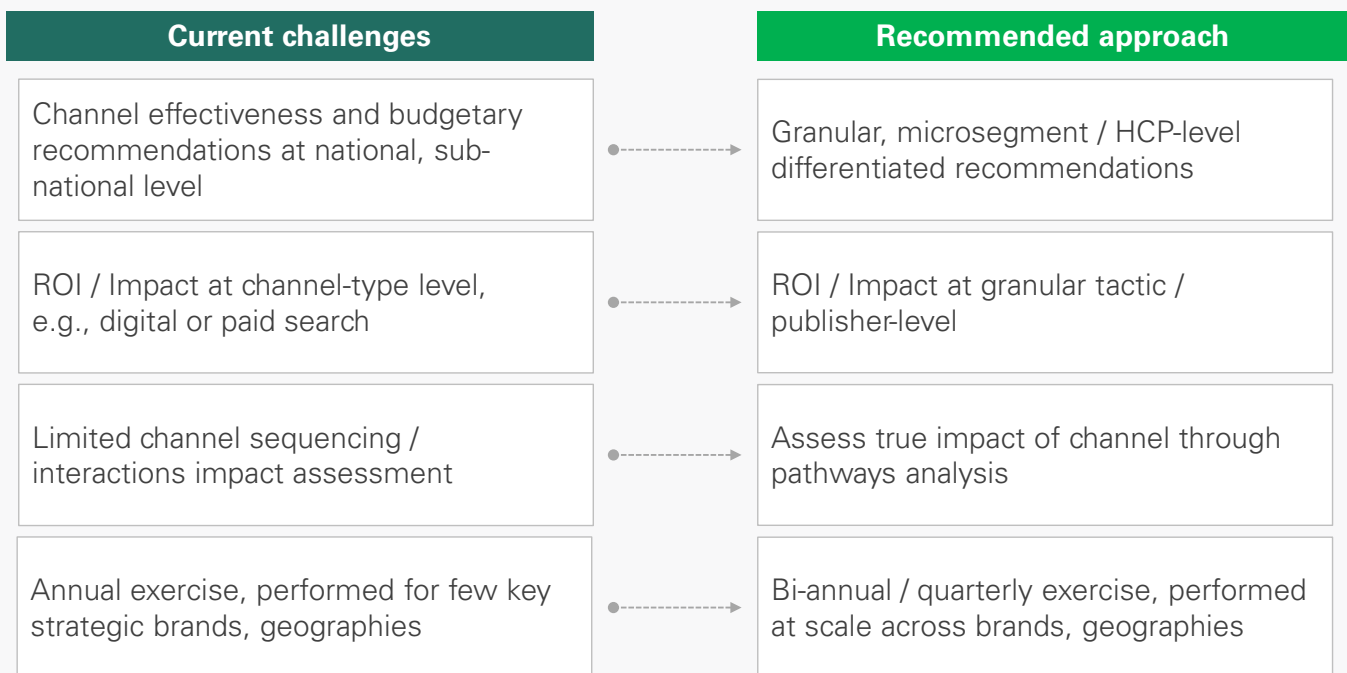 Current challenges
Recommended approach
Channel effectiveness and budgetary
recommendations at national, sub-
national level
Granular, microsegment / HCP-level
differentiated recommendations
ROI / Impact at channel-type level,
e.g., digital or paid search
ROI / Impact at granular tactic /
publisher-level
Limited channel sequencing /
interactions impact assessment
Assess true impact of channel through
pathways analysis
Annual exercise, performed for few key
strategic brands, geographies
Bi-annual / quarterly exercise, performed
at scale across brands, geographies